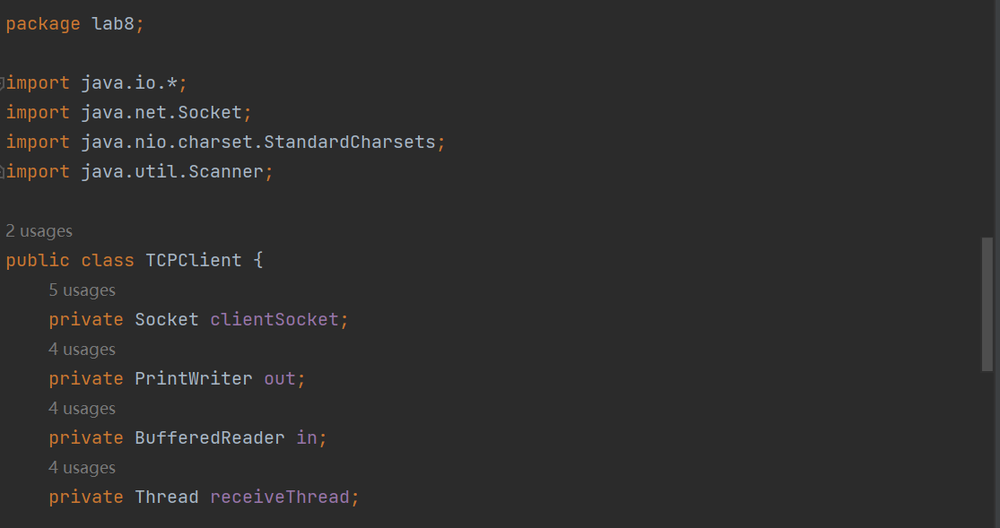 package lab8;
import java.io.*;
import java.net.Socket;
import java.nio.charset.StandardCharsets;
import java.util.Scanner;
2 usages
public class TCPClient {
5 usages
private Socket clientSocket;
4 usages
private PrintWriter out;
4 usages
private BufferedReader in;
4 usages
private Thread receiveThread;